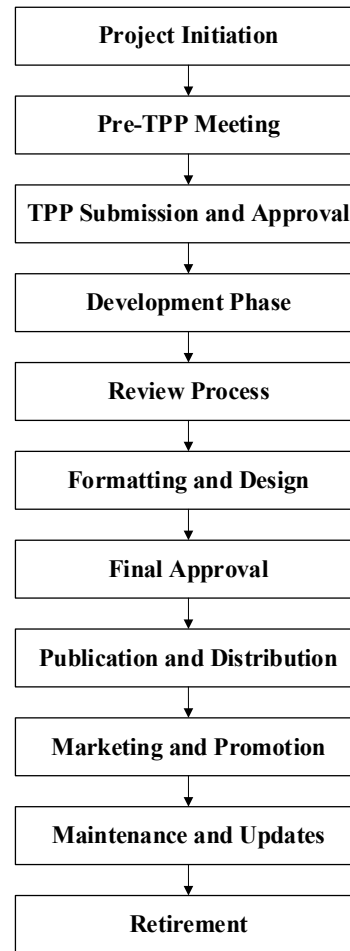 Project Initiation
Pre-TPP Meeting
TPP Submission and Approval
Development Phase
Review Process
Formatting and Design
Final Approval
Publication and Distribution
Marketing and Promotion
Maintenance and Updates
Retirement